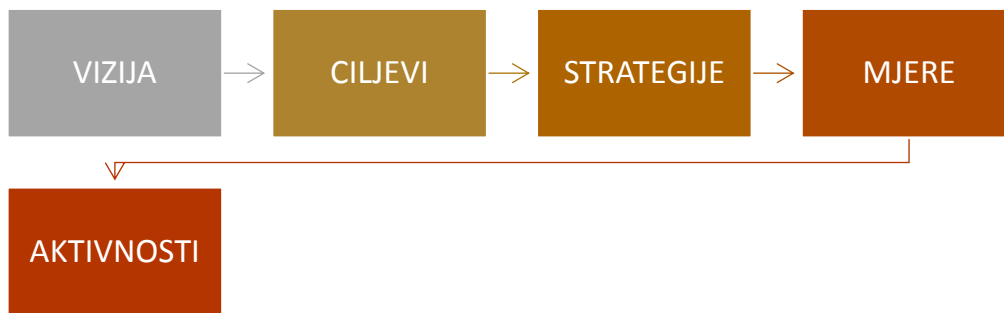 VIZIJA
CILJEVI
STRATEGIJE
MJERE
AKTIVNOSTI